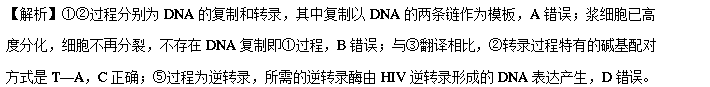 【解析】①②过程分别为 DNA 的复制和转录，其中复制以 DNA 的两条链作为模板，A 错误；浆细胞已高
度分化，细胞不再分裂，不存在 DNA 复制即①过程，B 错误；与③翻译相比，②转录过程特有的碱基配对
方式是 T—A，C 正确；⑤过程为逆转录，所需的逆转录酶由 HIV 逆转录形成的 DNA 表达产生，D 错误。